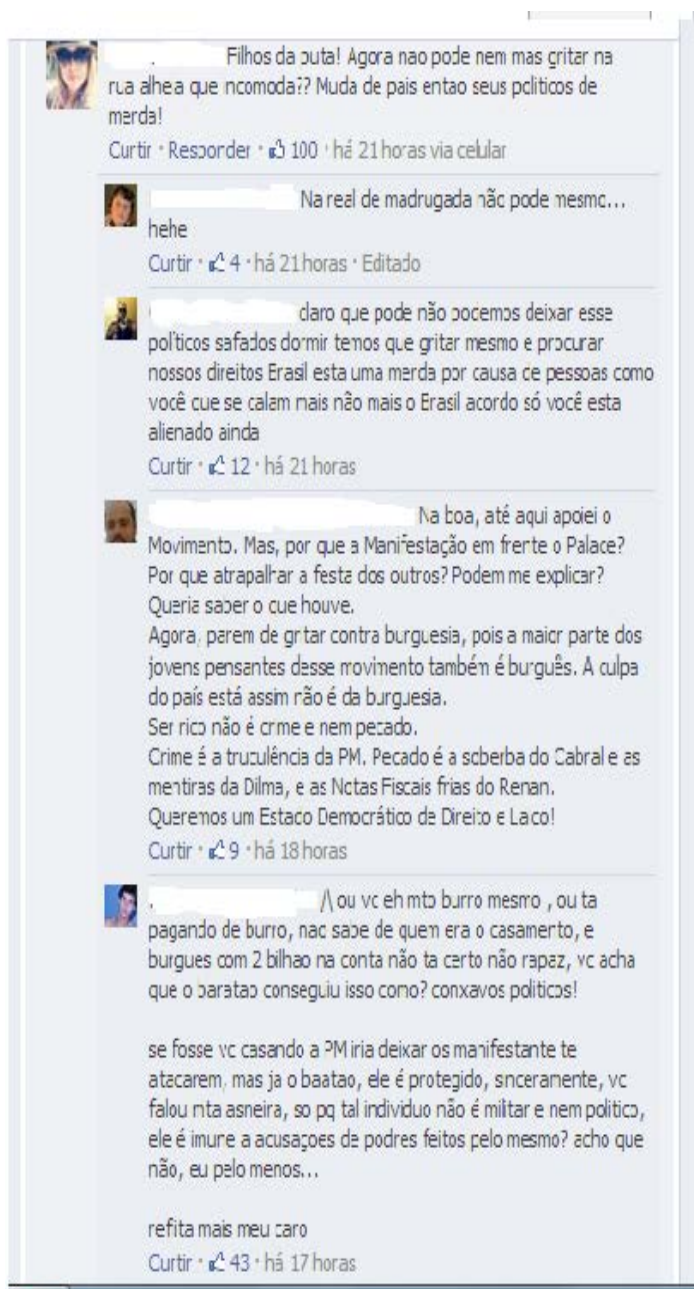 Filhos da puta! Agora nao pode nem mas gritar na
rua alheia que incomoda?? Muda de pais entao seus politicos de
merda!
Curtir · Responder · 100 · há 21 horas via celular
Na real de madrugada não pode mesmo...
hehe
Curtir · 4 · há 21 horas · Editado
claro que pode não podemos deixar esse
políticos safados dormir temos que gritar mesmo e procurar
nossos direitos Brasil esta uma merda por causa de pessoas como
você que se calam mais não mais o Brasil acordo só você esta
alienado ainda
Curtir · 12 · há 21 horas
Na boa, até aqui apoiei o
Movimento. Mas, por que a Manifestação em frente o Palace?
Por que atrapalhar a festa dos outros? Podem me explicar?
Queria saber o que houve.
Agora, parem de gritar contra burguesia, pois a maior parte dos
jovens pensantes desse movimento também é burguês. A culpa
do país está assim não é da burguesia.
Ser rico não é crime e nem pecado.
Crime é a truculência da PM. Pecado é a soberba do Cabral e as
mentiras da Dilma, e as Notas Fiscais frias do Renan.
Queremos um Estado Democrático de Direito e Laico!
Curtir · 9 · há 18 horas
/\ ou vc eh mto burro mesmo , ou ta
pagando de burro, nao sabe de quem era o casamento, e
burgues com 2 bilhao na conta não ta certo não rapaz, vc acha
que o baratao conseguiu isso como? conxavos politicos!
se fosse vc casando a PM iria deixar os manifestante te
atacarem, mas ja o baatao, ele é protegido, sinceramente, vc
falou mta asneira, so pq tal individuo não é militar e nem politico,
ele é imune a acusaçoes de podres feitos pelo mesmo? acho que
não, eu pelo menos...
reflita mais meu caro
Curtir · 43 · há 17 horas